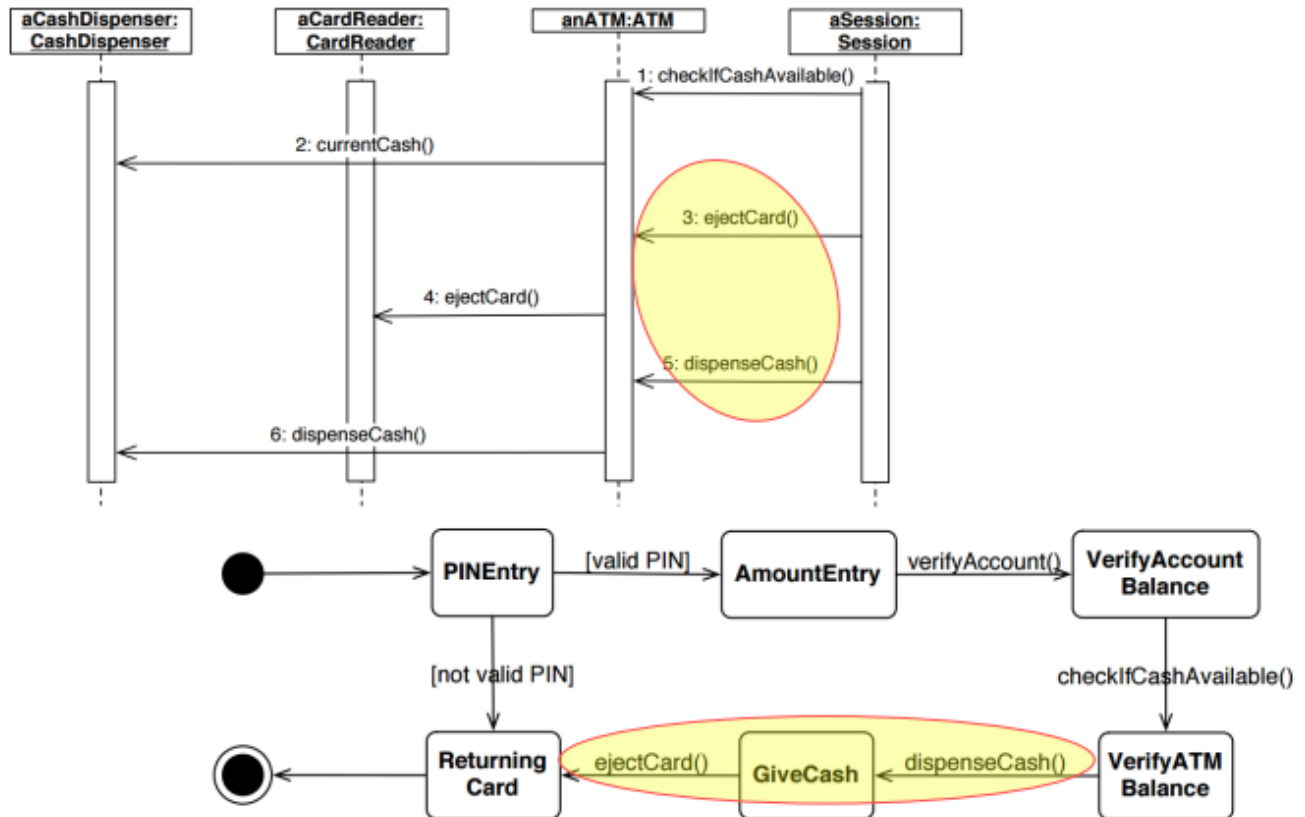 aCashDispenser:
CashDispenser
aCardReader:
CardReader
anATM:ATM
aSession:
Session
1: checkIfCashAvailable()
2: currentCash()
3: ejectCard()
4: ejectCard()
5: dispenseCash()
6: dispenseCash()
PINEntry
[valid PIN]
AmountEntry
verifyAccount()
VerifyAccount
Balance
[not valid PIN]
checkIfCashAvailable()
Returning
Card
ejectCard()
GiveCash
dispenseCash()
VerifyATM
Balance